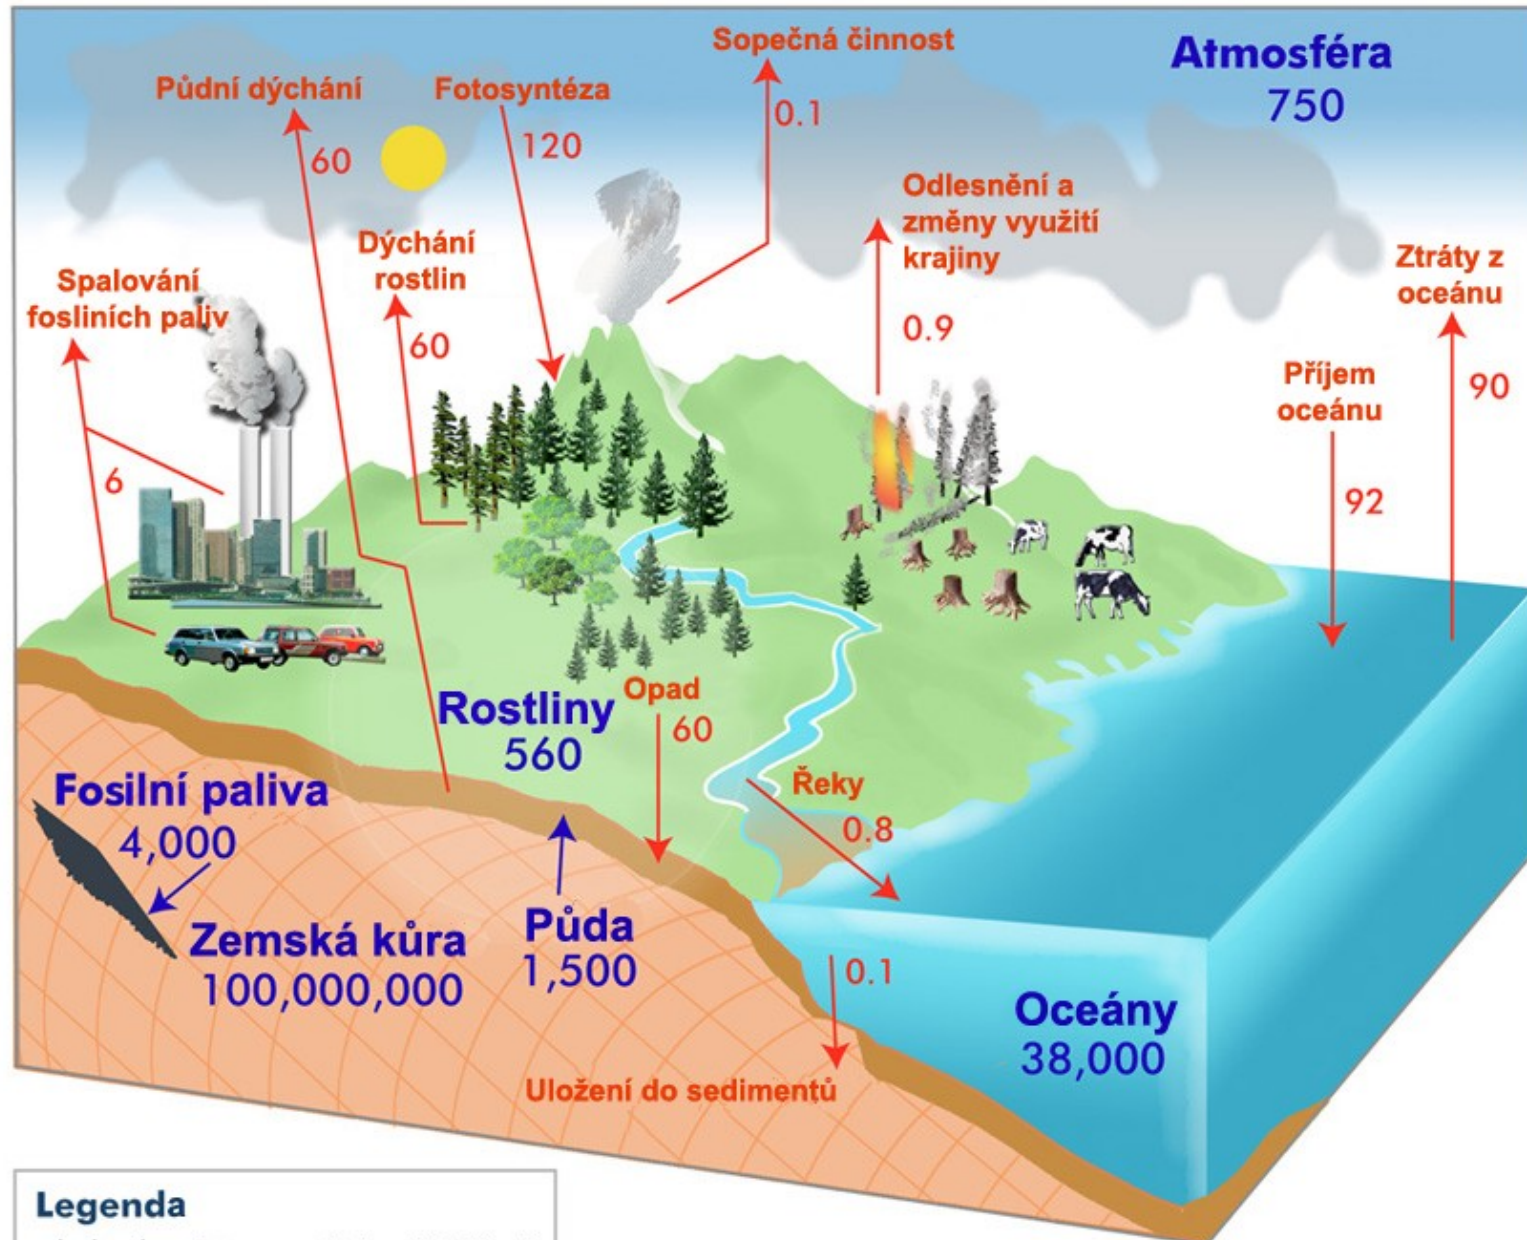 Sopečná činnost
0.1
Atmosféra
750
Půdní dýchání
60
Fotosyntéza
120
Odlesnění a
změny využití
krajiny
0.9
Dýchání
rostlin
60
Ztráty z
oceánu
90
Spalování
fosliních paliv
6
Příjem
oceánu
92
Rostliny
560
Opad
60
Řeky
0.8
Fosilní paliva
4,000
Zemská kůra
100,000,000
Půda
1,500
0.1
Uložení do sedimentů
Oceány
38,000
Legenda